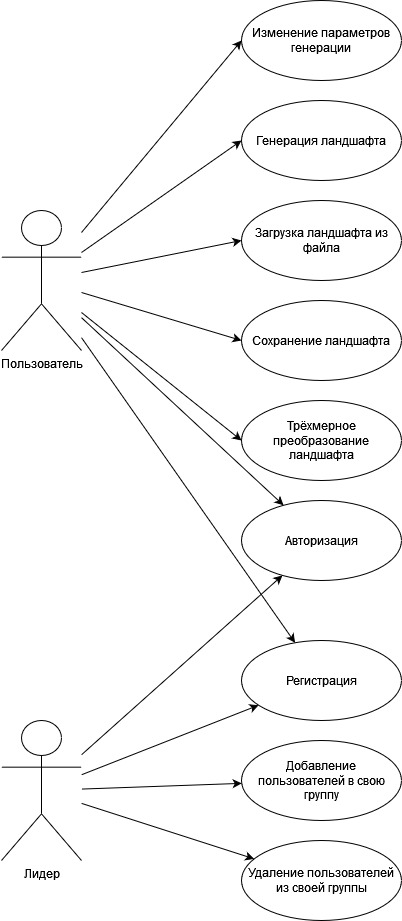 Изменение параметров
генерации
Генерация ландшафта
Загрузка ландшафта из
файла
Пользователь
Сохранение ландшафта
Трёхмерное
преобразование
ландшафта
Авторизация
Регистрация
Добавление
пользователей в свою
группу
Лидер
Удаление пользователей
из своей группы